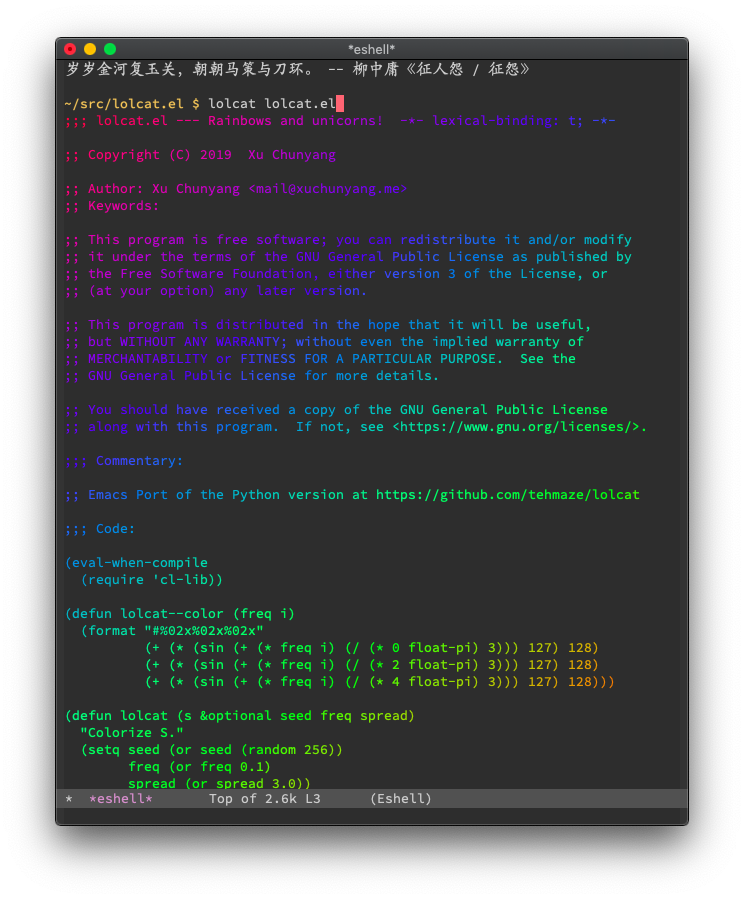 *eshell*
岁岁金河复玉关，朝朝马策与刀环。 -- 柳中庸《征人怨 / 征怨》
~/src/lolcat.el $ lolcat lolcat.el
;;; lolcat.el --- Rainbows and unicorns!  -*- lexical-binding: t; -*-
;; Copyright (C) 2019  Xu Chunyang
;; Author: Xu Chunyang <mail@xuchunyang.me>
;; Keywords:
;; This program is free software; you can redistribute it and/or modify
;; it under the terms of the GNU General Public License as published by
;; the Free Software Foundation, either version 3 of the License, or
;; (at your option) any later version.
;; This program is distributed in the hope that it will be useful,
;; but WITHOUT ANY WARRANTY; without even the implied warranty of
;; MERCHANTABILITY or FITNESS FOR A PARTICULAR PURPOSE.  See the
;; GNU General Public License for more details.
;; You should have received a copy of the GNU General Public License
;; along with this program.  If not, see <https://www.gnu.org/licenses/>.
;;; Commentary:
;; Emacs Port of the Python version at https://github.com/tehmaze/lolcat
;;; Code:
(eval-when-compile
  (require 'cl-lib))
(defun lolcat--color (freq i)
  (format "#%02x%02x%02x"
          (+ (* (sin (+ (* freq i) (/ (* 0 float-pi) 3))) 127) 128)
          (+ (* (sin (+ (* freq i) (/ (* 2 float-pi) 3))) 127) 128)
          (+ (* (sin (+ (* freq i) (/ (* 4 float-pi) 3))) 127) 128)))
(defun lolcat (s &optional seed freq spread)
  "Colorize S."
  (setq seed (or seed (random 256))
        freq (or freq 0.1)
        spread (or spread 3.0))
*  *eshell*       Top of 2.6k L3      (Eshell)